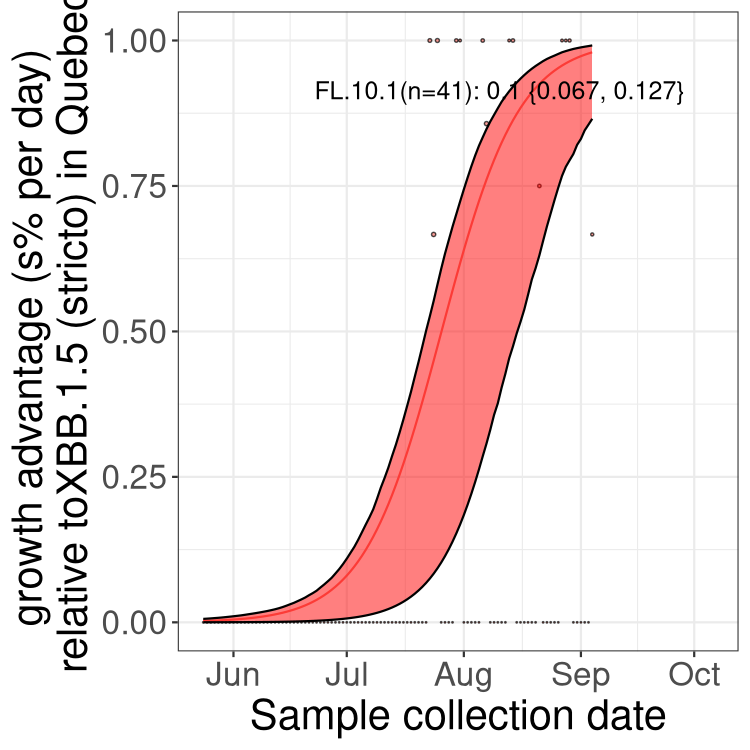 growth advantage (s% per day)
relative toXBB.1.5 (stricto) in Quebec
1.00
0.75
0.50
0.25
0.00
FL.10.1(n=41): 0.1 {0.067, 0.127}
Jun Jul Aug Sep Oct
Sample collection date